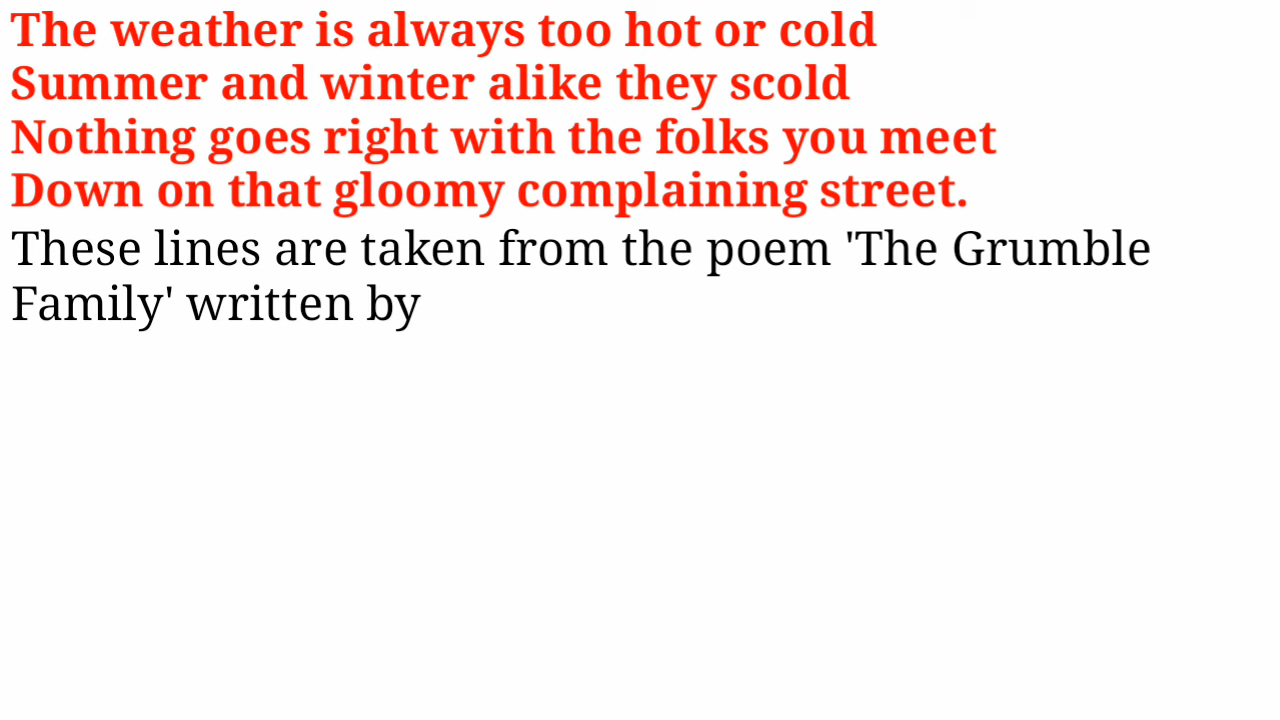 The weather is always too hot or cold
Summer and winter alike they scold
Nothing goes right with the folks you meet
Down on that gloomy complaining street.
These lines are taken from the poem 'The Grumble
Family' written by